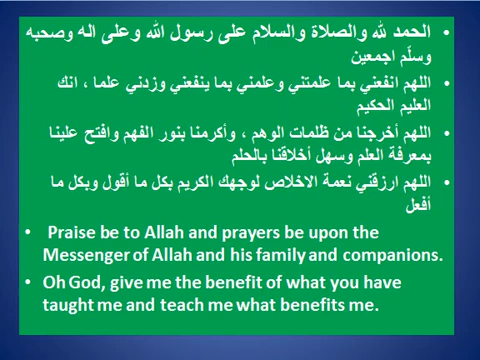 الحمد لله والصلاة والسلام على رسول الله وعلى اله وصحبه
وسلّم اجمعين
اللهم انفعني بما علمتني وعلمني بما ينفعني وزدني علما ، انك
العليم الحكيم
اللهم أخرجنا من ظلمات الوهم ، وأكرمنا بنور الفهم وافتح علينا
بمعرفة العلم وسهل أخلاقنا بالحلم
اللهم ارزقني نعمة الاخلاص لوجهك الكريم بكل ما أقول وبكل ما
أفعل
Praise be to Allah and prayers be upon the
Messenger of Allah and his family and companions.
Oh God, give me the benefit of what you have
taught me and teach me what benefits me.